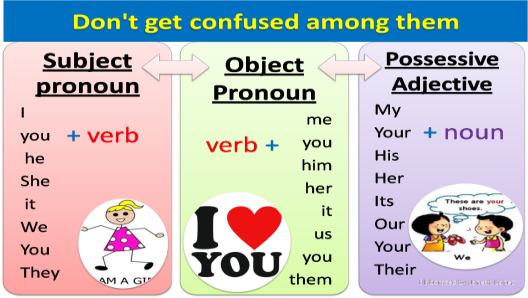 Don't get confused among them
Subject
pronoun
I
you
he
She
it
We
You
They
+ verb
AM A GI
Object
Pronoun
verb +
me
you
him
her
it
us
you
them
I
YOU
Possessive
Adjective
My
Your
His
Her
Its
Our
Your
Their
+ noun
These are your
shoes.
We